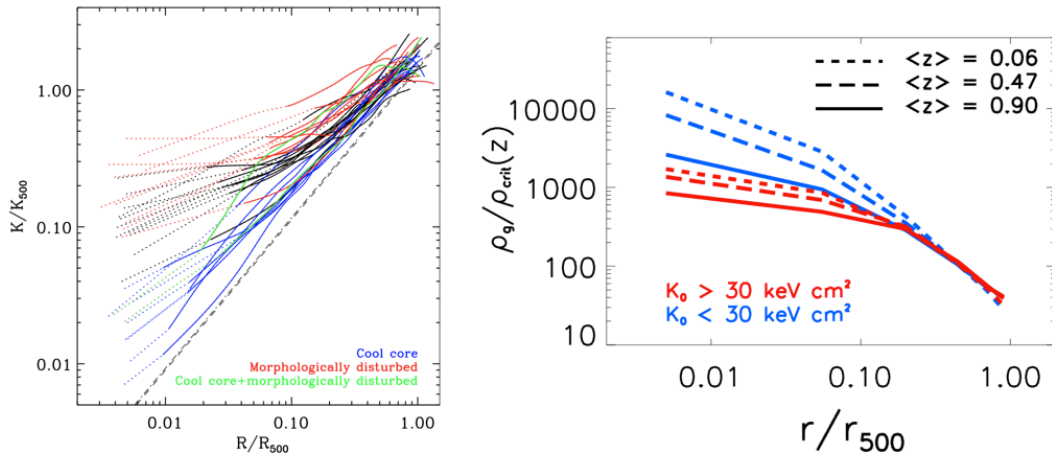 K/K₅₀₀
1.00
0.10
0.01
Cool core
Morphologically disturbed
Cool core+morphologically disturbed
0.01 0.10 1.00
R/R₅₀₀
ρg/ρcrit(z)
10000
1000
100
10
<z> = 0.06
<z> = 0.47
<z> = 0.90
K₀ > 30 keV cm²
K₀ < 30 keV cm²
0.01 0.10 1.00
r/r₅₀₀